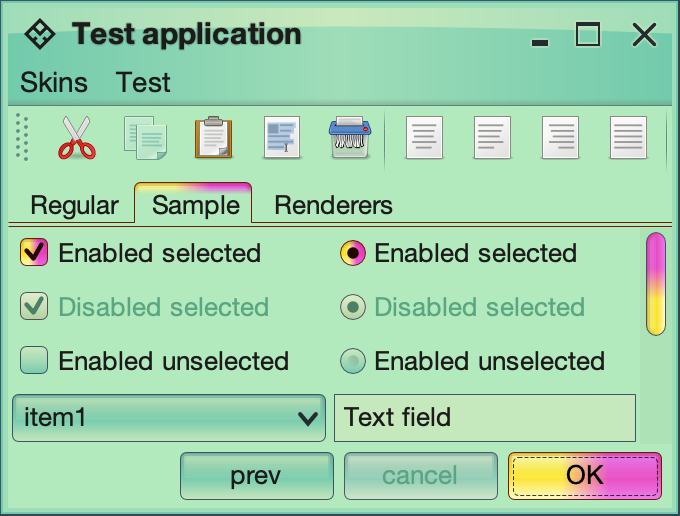 Test application
Skins Test
Regular Sample Renderers
Enabled selected Enabled selected
Disabled selected Disabled selected
Enabled unselected Enabled unselected
item1 Text field
prev cancel OK